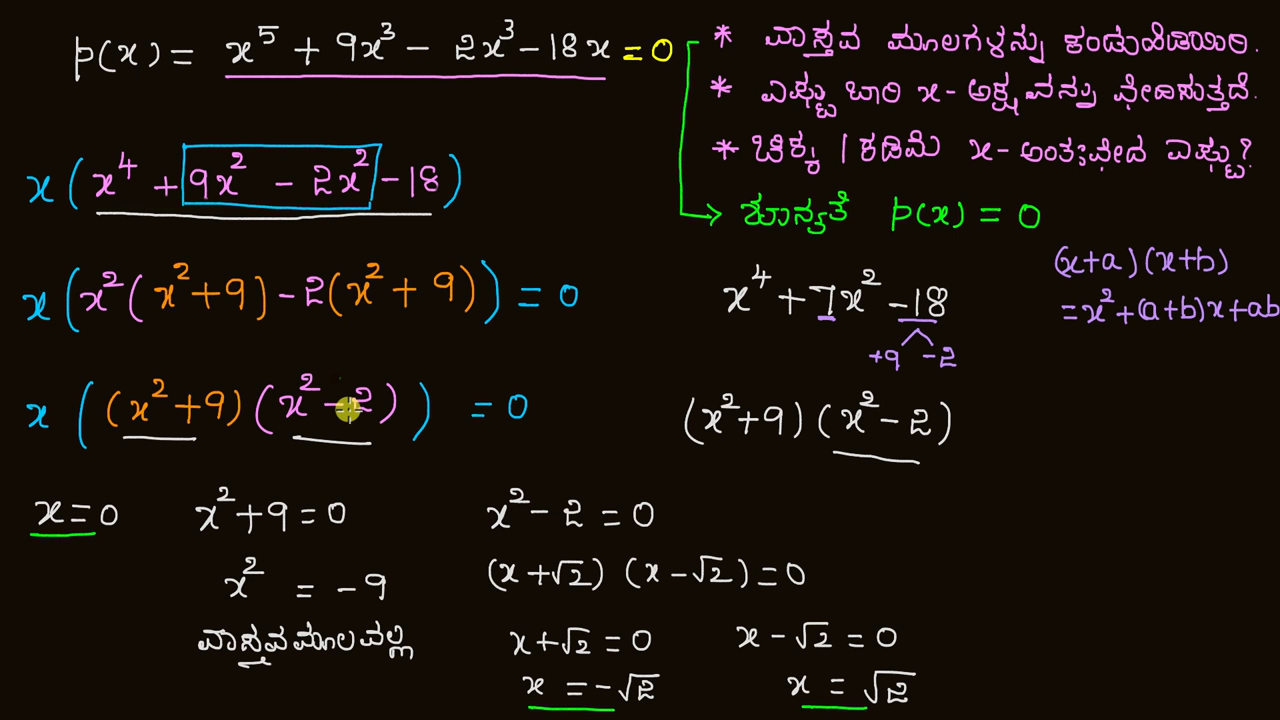 p(x) = x⁵ + 9x³ - 2x³ - 18x = 0
* ವಾಸ್ತವ ಮೂಲಗಳನ್ನು ಕಂಡುಹಿಡಿಯಿರಿ.
* ಎಷ್ಟು ಬಾರಿ x- ಅಕ್ಷವನ್ನು ಛೇದಿಸುತ್ತದೆ.
* ಚಿಕ್ಕ / ಕಡಿಮೆ x-ಅಂತಃಛೇದ ಎಷ್ಟು?
→ ಶೂನ್ಯತೆ p(x) = 0
x(x⁴ + 9x² - 2x² - 18)
x(x²(x²+9) - 2(x²+9)) = 0
x((x²+9)(x²-2)) = 0
x = 0
x²+9 = 0
x² = -9
ವಾಸ್ತವಮೂಲವಲ್ಲ
x² - 2 = 0
(x+√2) (x-√2) = 0
x+√2 = 0
x = -√2
x-√2 = 0
x = √2
x⁴ + 7x² - 18
+9 -2
(x²+9) (x²-2)
(x+a)(x+b)
= x²+(a+b)x+ab